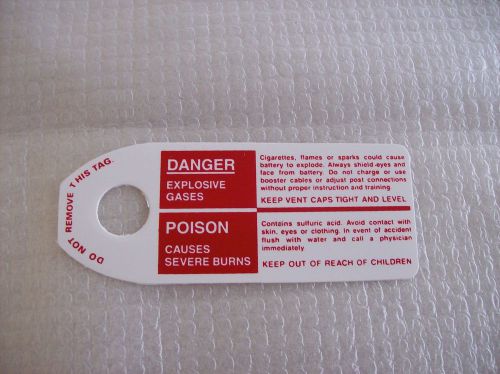 DO NOT REMOVE THIS TAG.
DANGER
EXPLOSIVE
GASES
Cigarettes, flames or sparks could cause
battery to explode. Always shield eyes and
face from battery. Do not charge or use
booster cables or adjust post connections
without proper instruction and training
KEEP VENT CAPS TIGHT AND LEVEL
POISON
CAUSES
SEVERE BURNS
Contains sulfuric acid. Avoid contact with
skin, eyes or clothing. In event of accident
flush with water and call a physician
immediately
KEEP OUT OF REACH OF CHILDREN